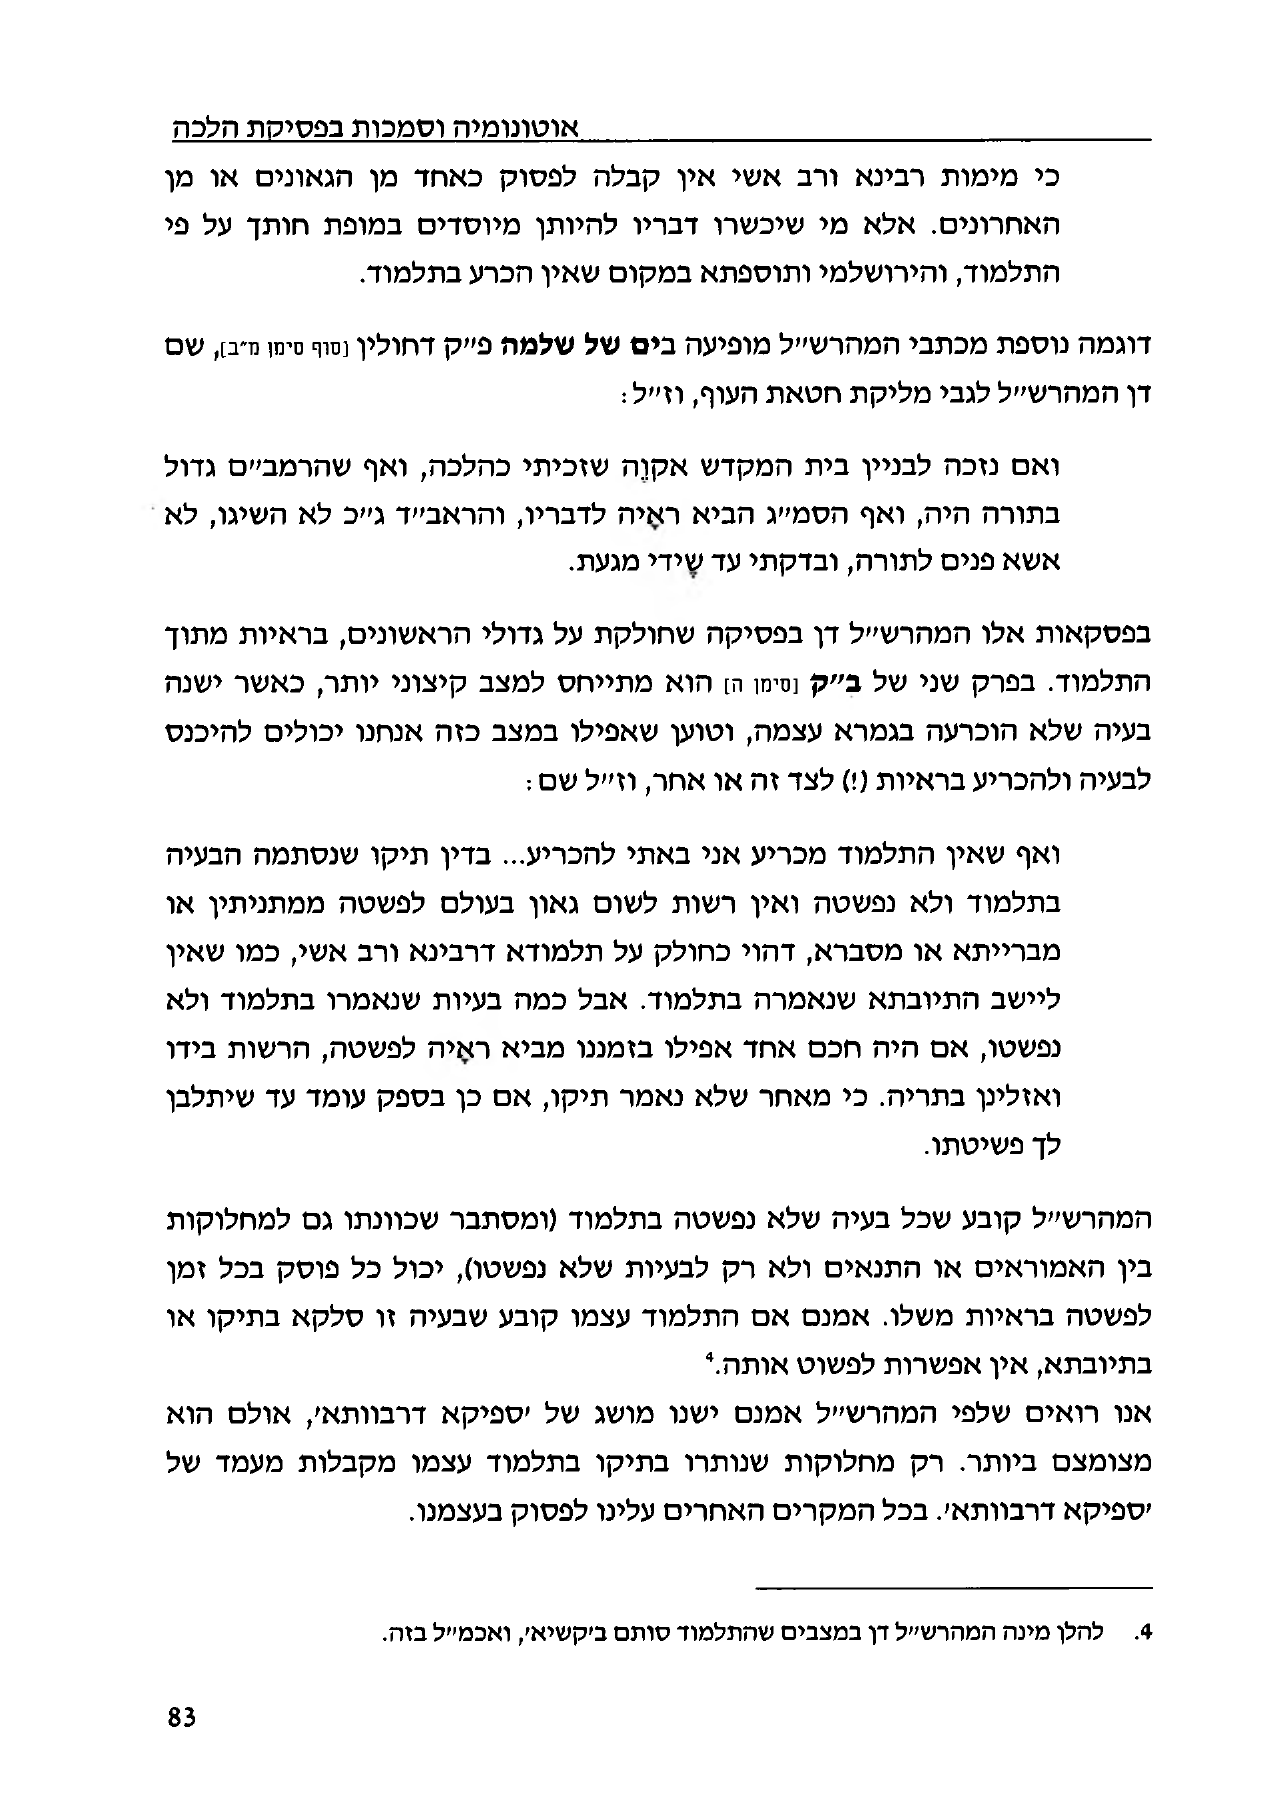 אוטונומיה וסמכות בפסיקת הלכה
כי מימות רבינא ורב אשי אין קבלה לפסוק כאחד מן הגאונים או מן
האחרונים. אלא מי שיכשרו דבריו להיותן מיוסדים במופת חותך על פי
התלמוד, והירושלמי ותוספתא במקום שאין הכרע בתלמוד.
דוגמה נוספת מכתבי המהרש״ל מופיעה בים של שלמה פ״ק דחולין [סוף סימן מ״ב], שם
דן המהרש״ל לגבי מליקת חטאת העוף, וז״ל:
ואם נזכה לבניין בית המקדש אקוֶה שזכיתי כהלכה, ואף שהרמב״ם גדול
בתורה היה, ואף הסמ״ג הביא ראָיה לדבריו, והראב״ד ג״כ לא השיגו, לא
אשא פנים לתורה, ובדקתי עד שֶידי מגעת.
בפסקאות אלו המהרש״ל דן בפסיקה שחולקת על גדולי הראשונים, בראיות מתוך
התלמוד. בפרק שני של ב״ק [סימן ה] הוא מתייחס למצב קיצוני יותר, כאשר ישנה
בעיה שלא הוכרעה בגמרא עצמה, וטוען שאפילו במצב כזה אנחנו יכולים להיכנס
לבעיה ולהכריע בראיות (!) לצד זה או אחר, וז״ל שם:
ואף שאין התלמוד מכריע אני באתי להכריע... בדין תיקו שנסתמה הבעיה
בתלמוד ולא נפשטה ואין רשות לשום גאון בעולם לפשטה ממתניתין או
מברייתא או מסברא, דהוי כחולק על תלמודא דרבינא ורב אשי, כמו שאין
ליישב התיובתא שנאמרה בתלמוד. אבל כמה בעיות שנאמרו בתלמוד ולא
נפשטו, אם היה חכם אחד אפילו בזמננו מביא ראָיה לפשטה, הרשות בידו
ואזלינן בתריה. כי מאחר שלא נאמר תיקו, אם כן בספק עומד עד שיתלבן
לך פשיטתו.
המהרש״ל קובע שכל בעיה שלא נפשטה בתלמוד (ומסתבר שכוונתו גם למחלוקות
בין האמוראים או התנאים ולא רק לבעיות שלא נפשטו), יכול כל פוסק בכל זמן
לפשטה בראיות משלו. אמנם אם התלמוד עצמו קובע שבעיה זו סלקא בתיקו או
בתיובתא, אין אפשרות לפשוט אותה.⁴
אנו רואים שלפי המהרש״ל אמנם ישנו מושג של ׳ספיקא דרבוותא׳, אולם הוא
מצומצם ביותר. רק מחלוקות שנותרו בתיקו בתלמוד עצמו מקבלות מעמד של
׳ספיקא דרבוותא׳. בכל המקרים האחרים עלינו לפסוק בעצמנו.
4. להלן מינה המהרש״ל דן במצבים שהתלמוד סותם ב׳קשיא׳, ואכמ״ל בזה.
83